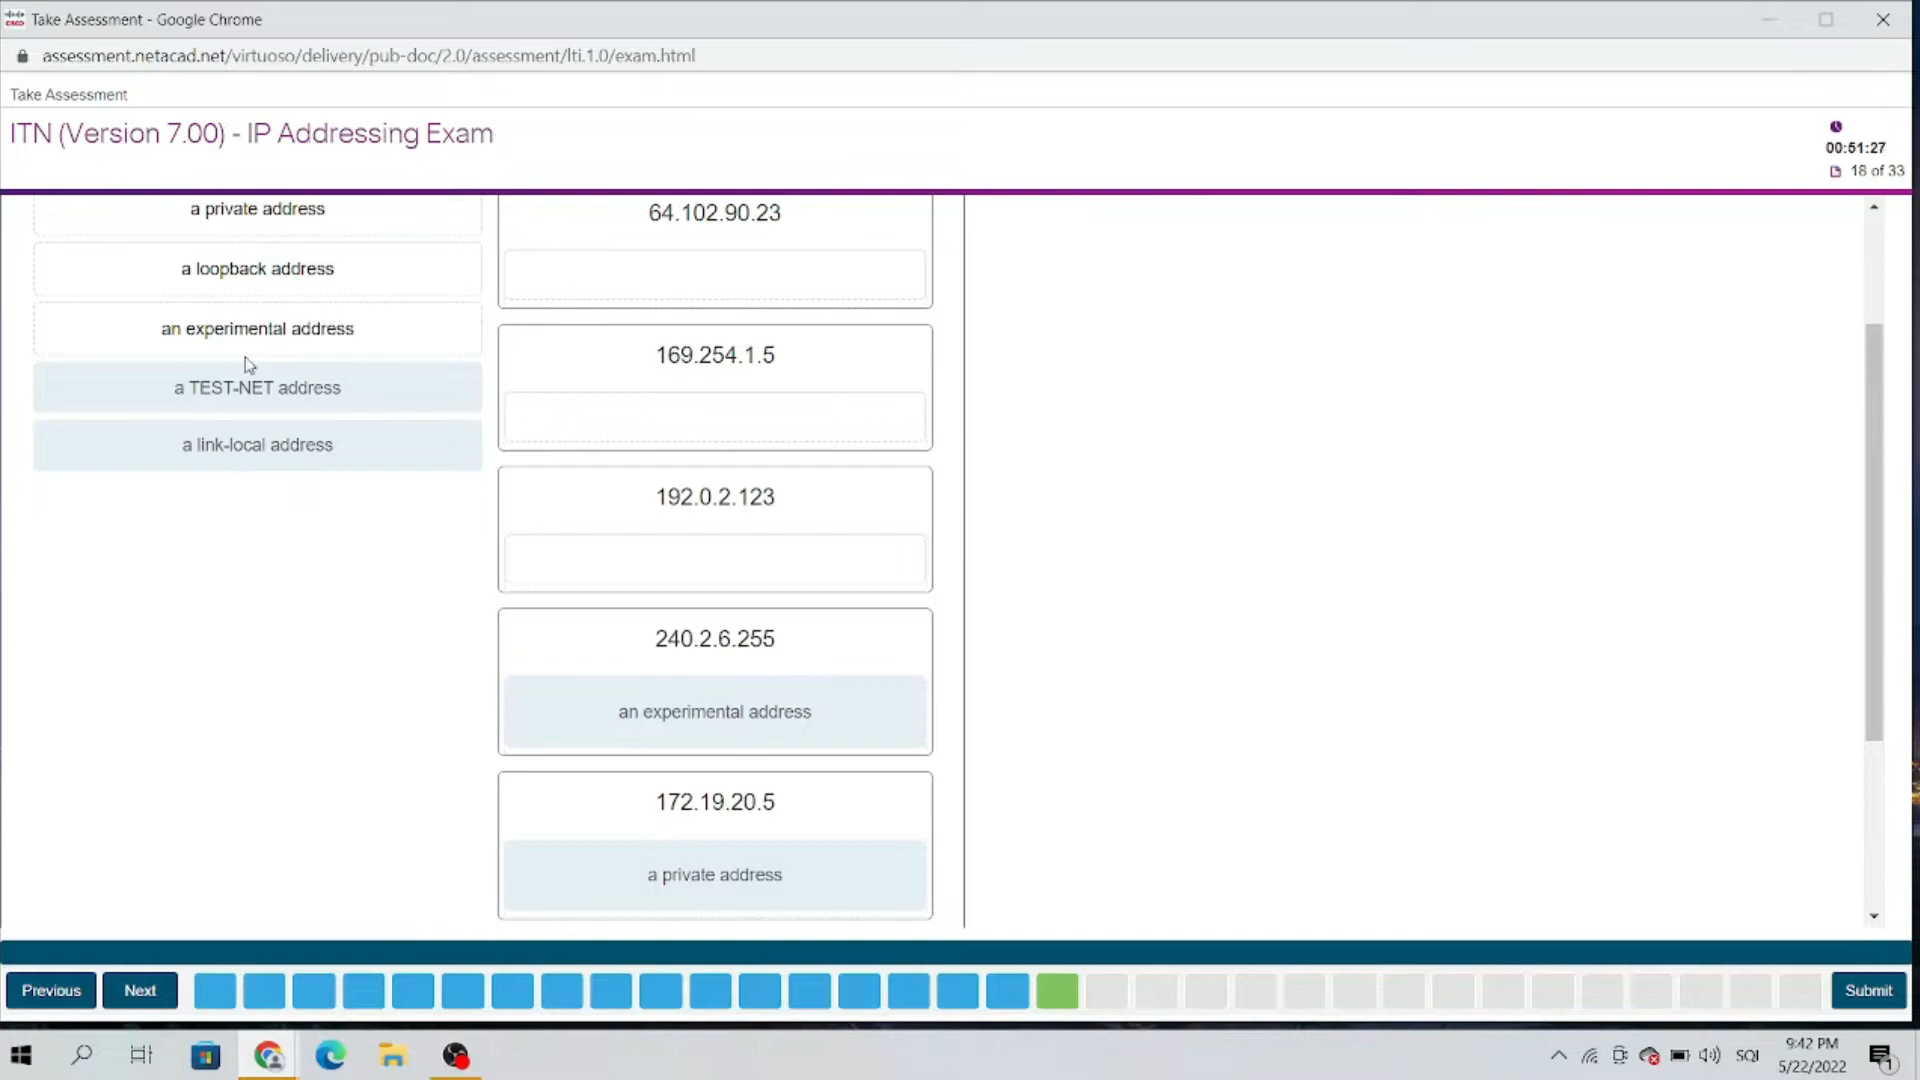 Take Assessment - Google Chrome
assessment.netacad.net/virtuoso/delivery/pub-doc/2.0/assessment/lti.1.0/exam.html
Take Assessment
ITN (Version 7.00) - IP Addressing Exam
00:51:27
18 of 33
a private address
a loopback address
an experimental address
a TEST-NET address
a link-local address
64.102.90.23
169.254.1.5
192.0.2.123
240.2.6.255
an experimental address
172.19.20.5
a private address
Previous
Next
Submit
SQI
9:42 PM
5/22/2022
1